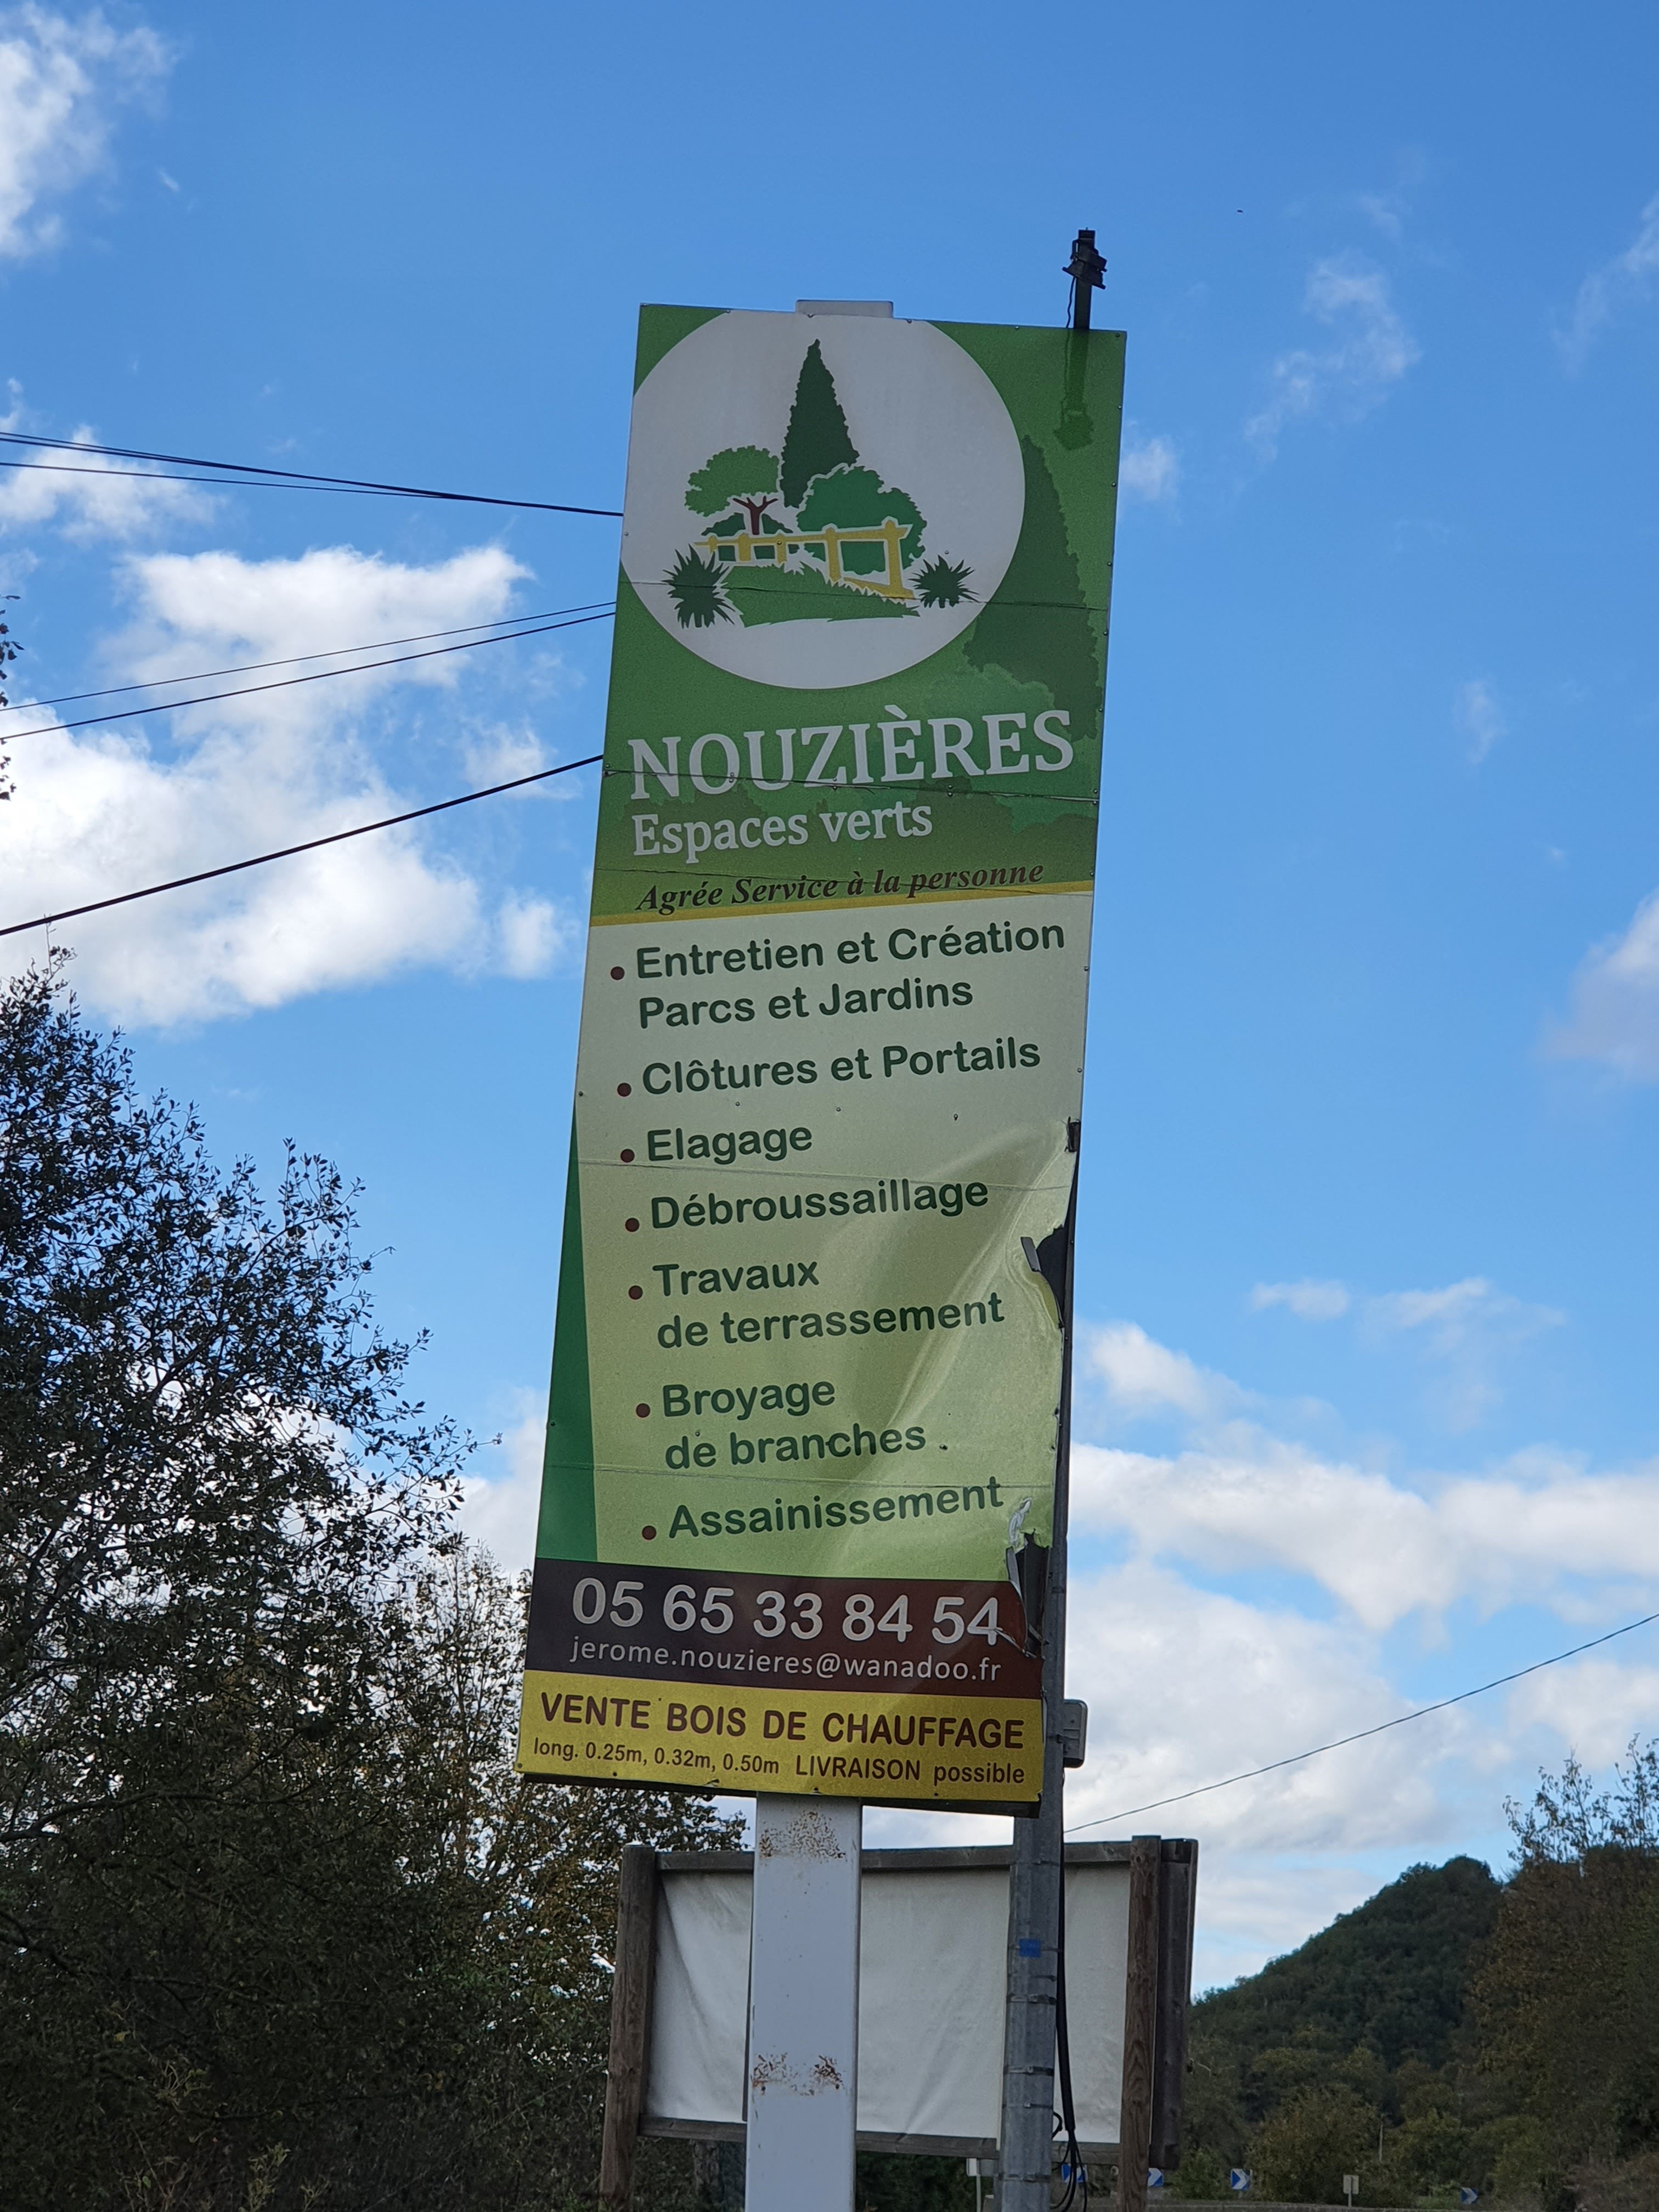 NOUZIÈRES
Espaces verts
Agrée Service à la personne
• Entretien et Création
Parcs et Jardins
• Clôtures et Portails
• Elagage
• Débroussaillage
• Travaux
de terrassement
• Broyage
de branches
• Assainissement
05 65 33 84 54
jerome.nouzieres@wanadoo.fr
VENTE BOIS DE CHAUFFAGE
long. 0.25m, 0.32m, 0.50m LIVRAISON possible